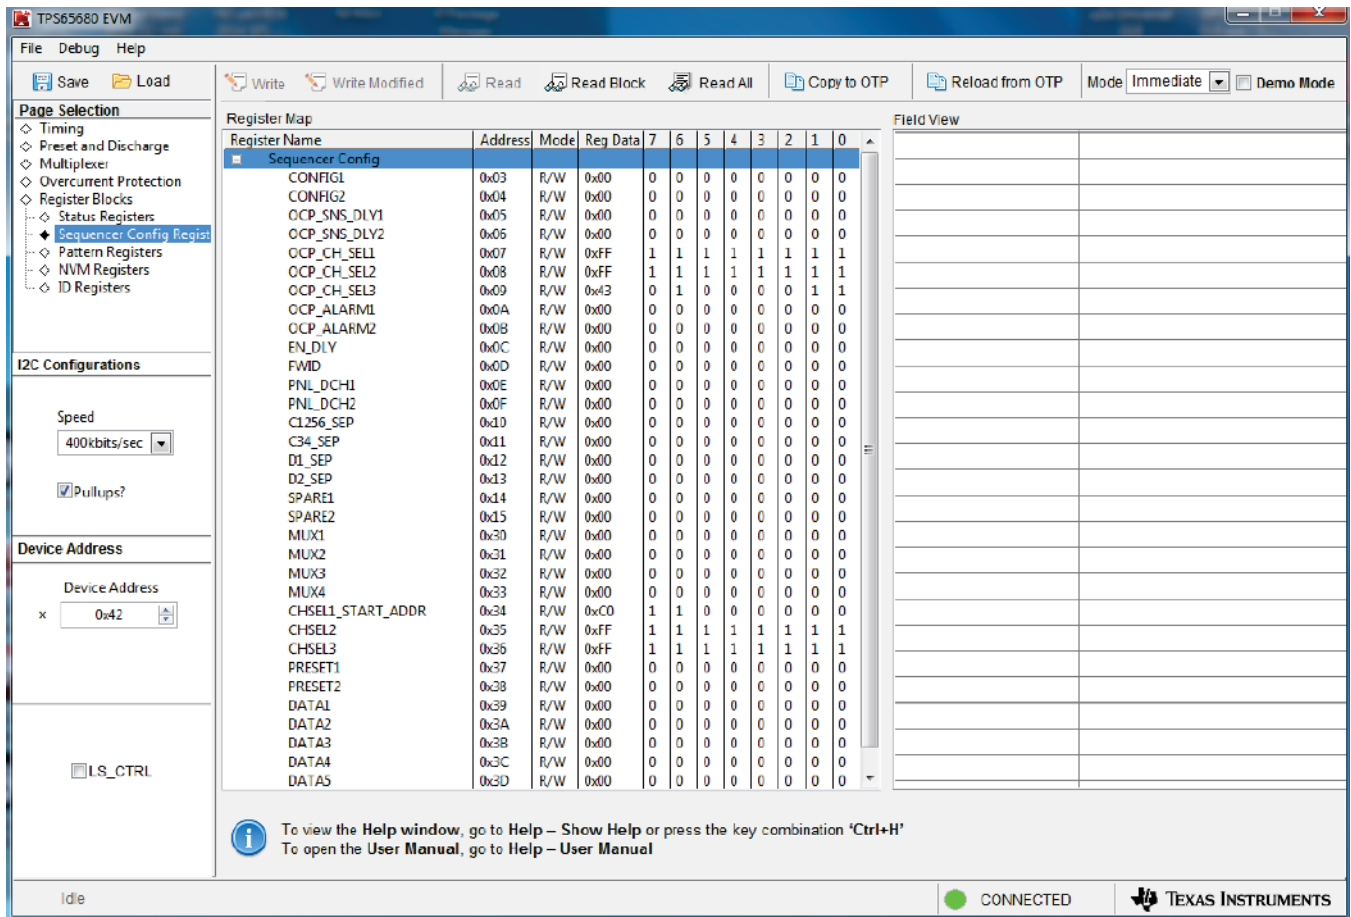 TPS65680 EVM
File Debug Help
Save Load Write Write Modified Read Read Block Read All Copy to OTP Reload from OTP Mode Immediate Demo Mode
Page Selection
Timing
Preset and Discharge
Multiplexer
Overcurrent Protection
Register Blocks
Status Registers
Sequencer Config Regist
Pattern Registers
NVM Registers
ID Registers
I2C Configurations
Speed
400kbits/sec
Pullups?
Device Address
Device Address
x 0x42
LS_CTRL
Register Map
Register Name Address Mode Reg Data 7 6 5 4 3 2 1 0
Sequencer Config
CONFIG1 0x03 R/W 0x00 0 0 0 0 0 0 0 0
CONFIG2 0x04 R/W 0x00 0 0 0 0 0 0 0 0
OCP_SNS_DLY1 0x05 R/W 0x00 0 0 0 0 0 0 0 0
OCP_SNS_DLY2 0x06 R/W 0x00 0 0 0 0 0 0 0 0
OCP_CH_SEL1 0x07 R/W 0xFF 1 1 1 1 1 1 1 1
OCP_CH_SEL2 0x08 R/W 0xFF 1 1 1 1 1 1 1 1
OCP_CH_SEL3 0x09 R/W 0x43 0 1 0 0 0 0 1 1
OCP_ALARM1 0x0A R/W 0x00 0 0 0 0 0 0 0 0
OCP_ALARM2 0x0B R/W 0x00 0 0 0 0 0 0 0 0
EN_DLY 0x0C R/W 0x00 0 0 0 0 0 0 0 0
FWID 0x0D R/W 0x00 0 0 0 0 0 0 0 0
PNL_DCH1 0x0E R/W 0x00 0 0 0 0 0 0 0 0
PNL_DCH2 0x0F R/W 0x00 0 0 0 0 0 0 0 0
C1256_SEP 0x10 R/W 0x00 0 0 0 0 0 0 0 0
C34_SEP 0x11 R/W 0x00 0 0 0 0 0 0 0 0
D1_SEP 0x12 R/W 0x00 0 0 0 0 0 0 0 0
D2_SEP 0x13 R/W 0x00 0 0 0 0 0 0 0 0
SPARE1 0x14 R/W 0x00 0 0 0 0 0 0 0 0
SPARE2 0x15 R/W 0x00 0 0 0 0 0 0 0 0
MUX1 0x30 R/W 0x00 0 0 0 0 0 0 0 0
MUX2 0x31 R/W 0x00 0 0 0 0 0 0 0 0
MUX3 0x32 R/W 0x00 0 0 0 0 0 0 0 0
MUX4 0x33 R/W 0x00 0 0 0 0 0 0 0 0
CHSEL1_START_ADDR 0x34 R/W 0xC0 1 1 0 0 0 0 0 0
CHSEL2 0x35 R/W 0xFF 1 1 1 1 1 1 1 1
CHSEL3 0x36 R/W 0xFF 1 1 1 1 1 1 1 1
PRESET1 0x37 R/W 0x00 0 0 0 0 0 0 0 0
PRESET2 0x38 R/W 0x00 0 0 0 0 0 0 0 0
DATA1 0x39 R/W 0x00 0 0 0 0 0 0 0 0
DATA2 0x3A R/W 0x00 0 0 0 0 0 0 0 0
DATA3 0x3B R/W 0x00 0 0 0 0 0 0 0 0
DATA4 0x3C R/W 0x00 0 0 0 0 0 0 0 0
DATA5 0x3D R/W 0x00 0 0 0 0 0 0 0 0
Field View
To view the Help window, go to Help – Show Help or press the key combination ‘Ctrl+H’
To open the User Manual, go to Help – User Manual
Idle CONNECTED TEXAS INSTRUMENTS